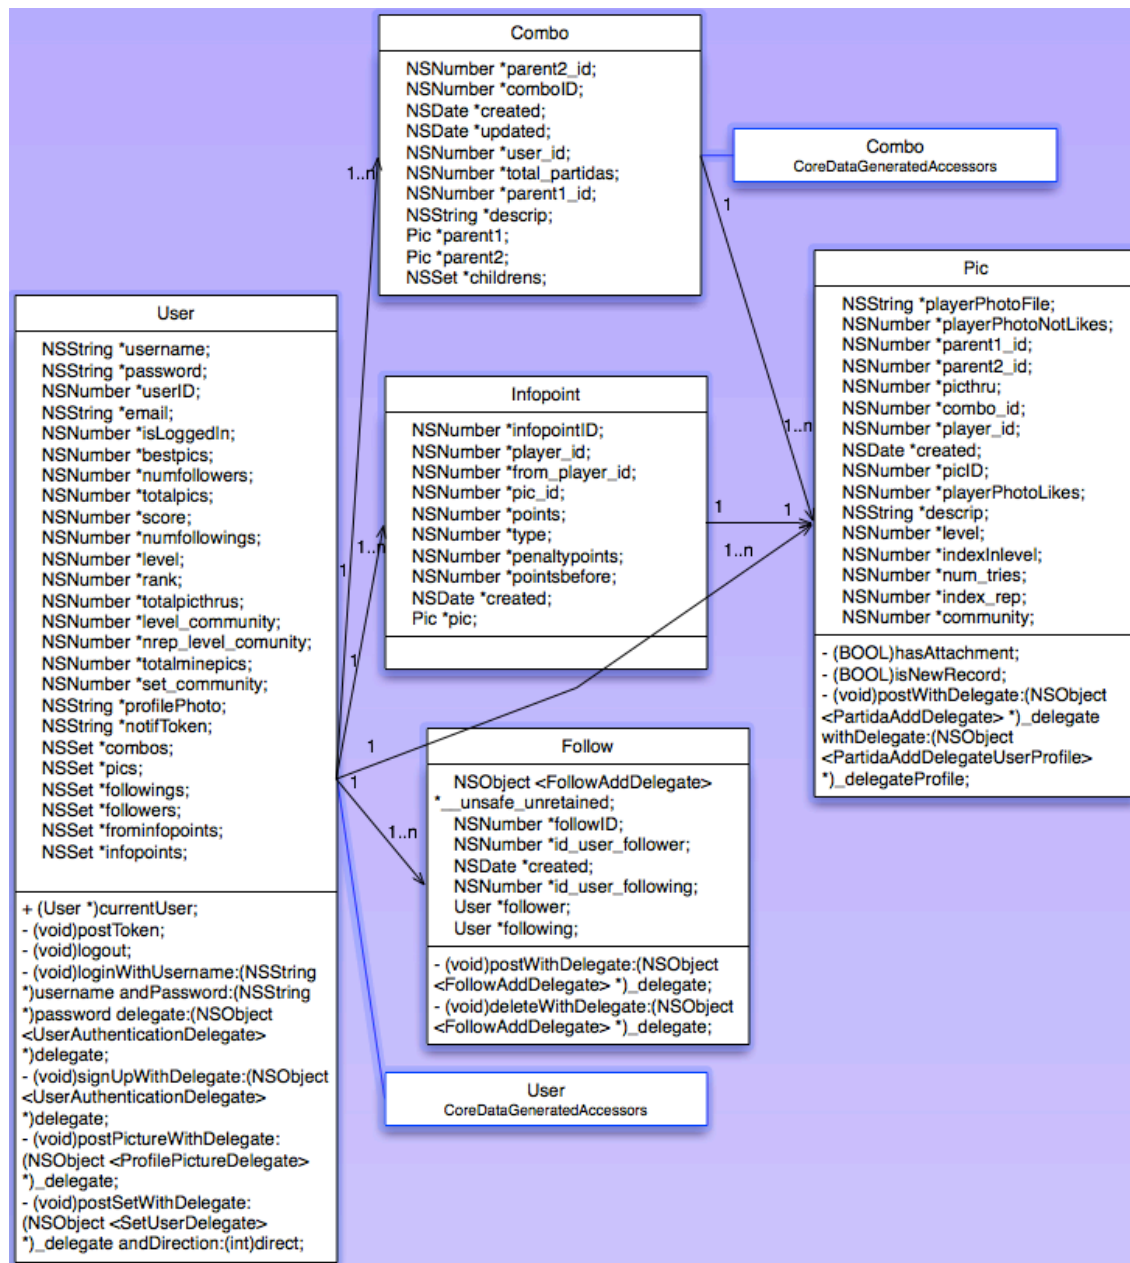 Combo
NSNumber *parent2_id;
NSNumber *comboID;
NSDate *created;
NSDate *updated;
NSNumber *user_id;
NSNumber *total_partidas;
NSNumber *parent1_id;
NSString *descrip;
Pic *parent1;
Pic *parent2;
NSSet *childrens;
Combo
CoreDataGeneratedAccessors
1..n
1
Pic
NSString *playerPhotoFile;
NSNumber *playerPhotoNotLikes;
NSNumber *parent1_id;
NSNumber *parent2_id;
NSNumber *picthru;
NSNumber *combo_id;
NSNumber *player_id;
NSDate *created;
NSNumber *picID;
NSNumber *playerPhotoLikes;
NSString *descrip;
NSNumber *level;
NSNumber *indexInlevel;
NSNumber *num_tries;
NSNumber *index_rep;
NSNumber *community;
- (BOOL)hasAttachment;
- (BOOL)isNewRecord;
- (void)postWithDelegate:(NSObject
<PartidaAddDelegate> *)_delegate
withDelegate:(NSObject
<PartidaAddDelegateUserProfile>
*)_delegateProfile;
User
NSString *username;
NSString *password;
NSNumber *userID;
NSString *email;
NSNumber *isLoggedIn;
NSNumber *bestpics;
NSNumber *numfollowers;
NSNumber *totalpics;
NSNumber *score;
NSNumber *numfollowings;
NSNumber *level;
NSNumber *rank;
NSNumber *totalpicthrus;
NSNumber *level_community;
NSNumber *nrep_level_comunity;
NSNumber *totalminepics;
NSNumber *set_community;
NSString *profilePhoto;
NSString *notifToken;
NSSet *combos;
NSSet *pics;
NSSet *followings;
NSSet *followers;
NSSet *frominfopoints;
NSSet *infopoints;
+ (User *)currentUser;
- (void)postToken;
- (void)logout;
- (void)loginWithUsername:(NSString
*)username andPassword:(NSString
*)password delegate:(NSObject
<UserAuthenticationDelegate>
*)delegate;
- (void)signUpWithDelegate:(NSObject
<UserAuthenticationDelegate>
*)delegate;
- (void)postPictureWithDelegate:
(NSObject <ProfilePictureDelegate>
*)_delegate;
- (void)postSetWithDelegate:
(NSObject <SetUserDelegate>
*)_delegate andDirection:(int)direct;
Infopoint
NSNumber *infopointID;
NSNumber *player_id;
NSNumber *from_player_id;
NSNumber *pic_id;
NSNumber *points;
NSNumber *type;
NSNumber *penaltypoints;
NSNumber *pointsbefore;
NSDate *created;
Pic *pic;
1..n
1
1
1..n
1..n
1
1
1
1
1..n
Follow
NSObject <FollowAddDelegate>
*__unsafe_unretained;
NSNumber *followID;
NSNumber *id_user_follower;
NSDate *created;
NSNumber *id_user_following;
User *follower;
User *following;
- (void)postWithDelegate:(NSObject
<FollowAddDelegate> *)_delegate;
- (void)deleteWithDelegate:(NSObject
<FollowAddDelegate> *)_delegate;
User
CoreDataGeneratedAccessors